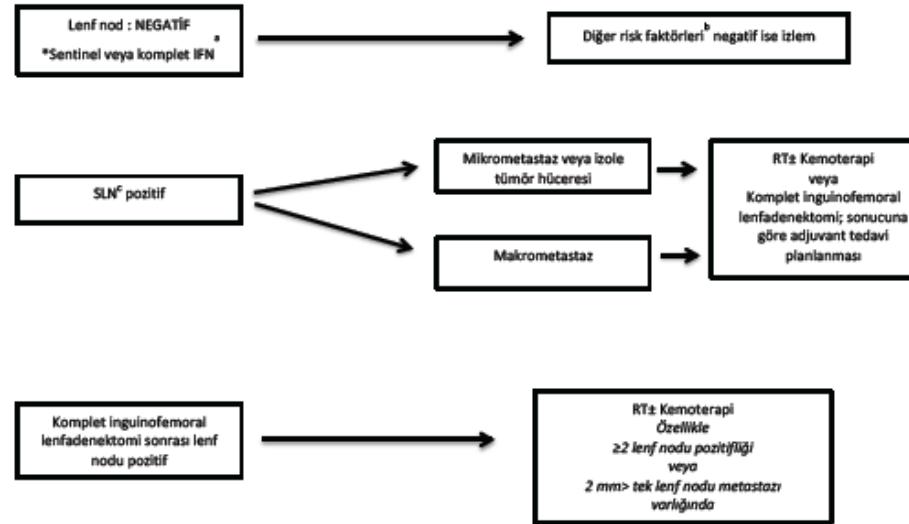 Lenf nod : NEGATİF
a
*Sentinel veya komplet IFN
Diğer risk faktörleri b negatif ise izlem
SLN c pozitif
Mikrometastaz veya izole
tümör hüceresi
Makrometastaz
RT± Kemoterapi
veya
Komplet inguinofemoral
lenfadenektomi; sonucuna
göre adjuvant tedavi
planlanması
Komplet inguinofemoral
lenfadenektomi sonrası lenf
nodu pozitif
RT± Kemoterapi
Özellikle
≥2 lenf nodu pozitifliği
veya
2 mm> tek lenf nodu metastazı
varlığında